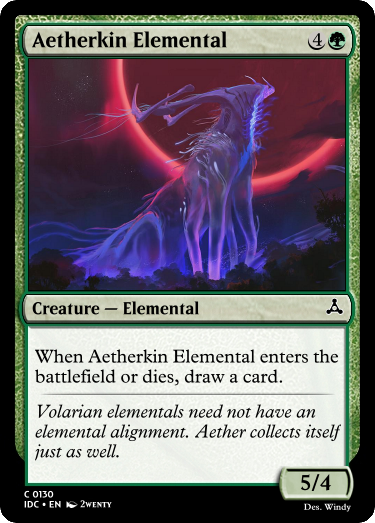 Aetherkin Elemental 4
Creature — Elemental
When Aetherkin Elemental enters the
battlefield or dies, draw a card.
Volarian elementals need not have an
elemental alignment. Aether collects itself
just as well.
5/4
C 0130
IDC • EN 2WENTY
Des. Windy